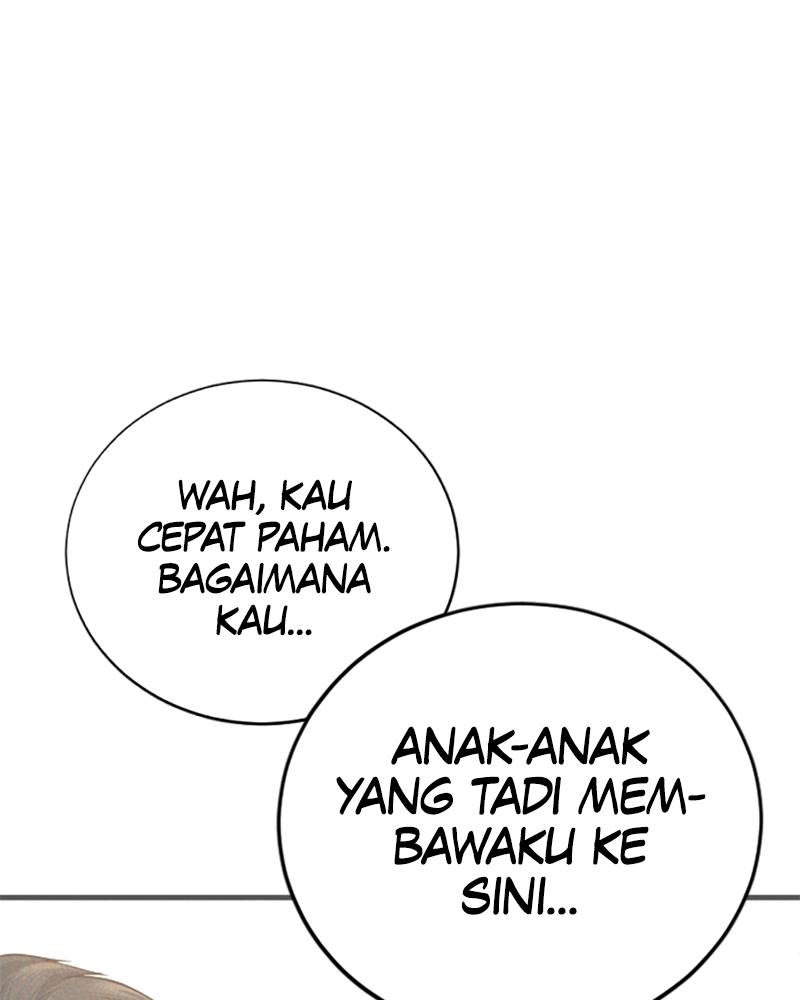 WAH, KAU
CEPAT PAHAM.
BAGAIMANA
KAU...
ANAK-ANAK
YANG TADI MEM-
BAWAKU KE
SINI...